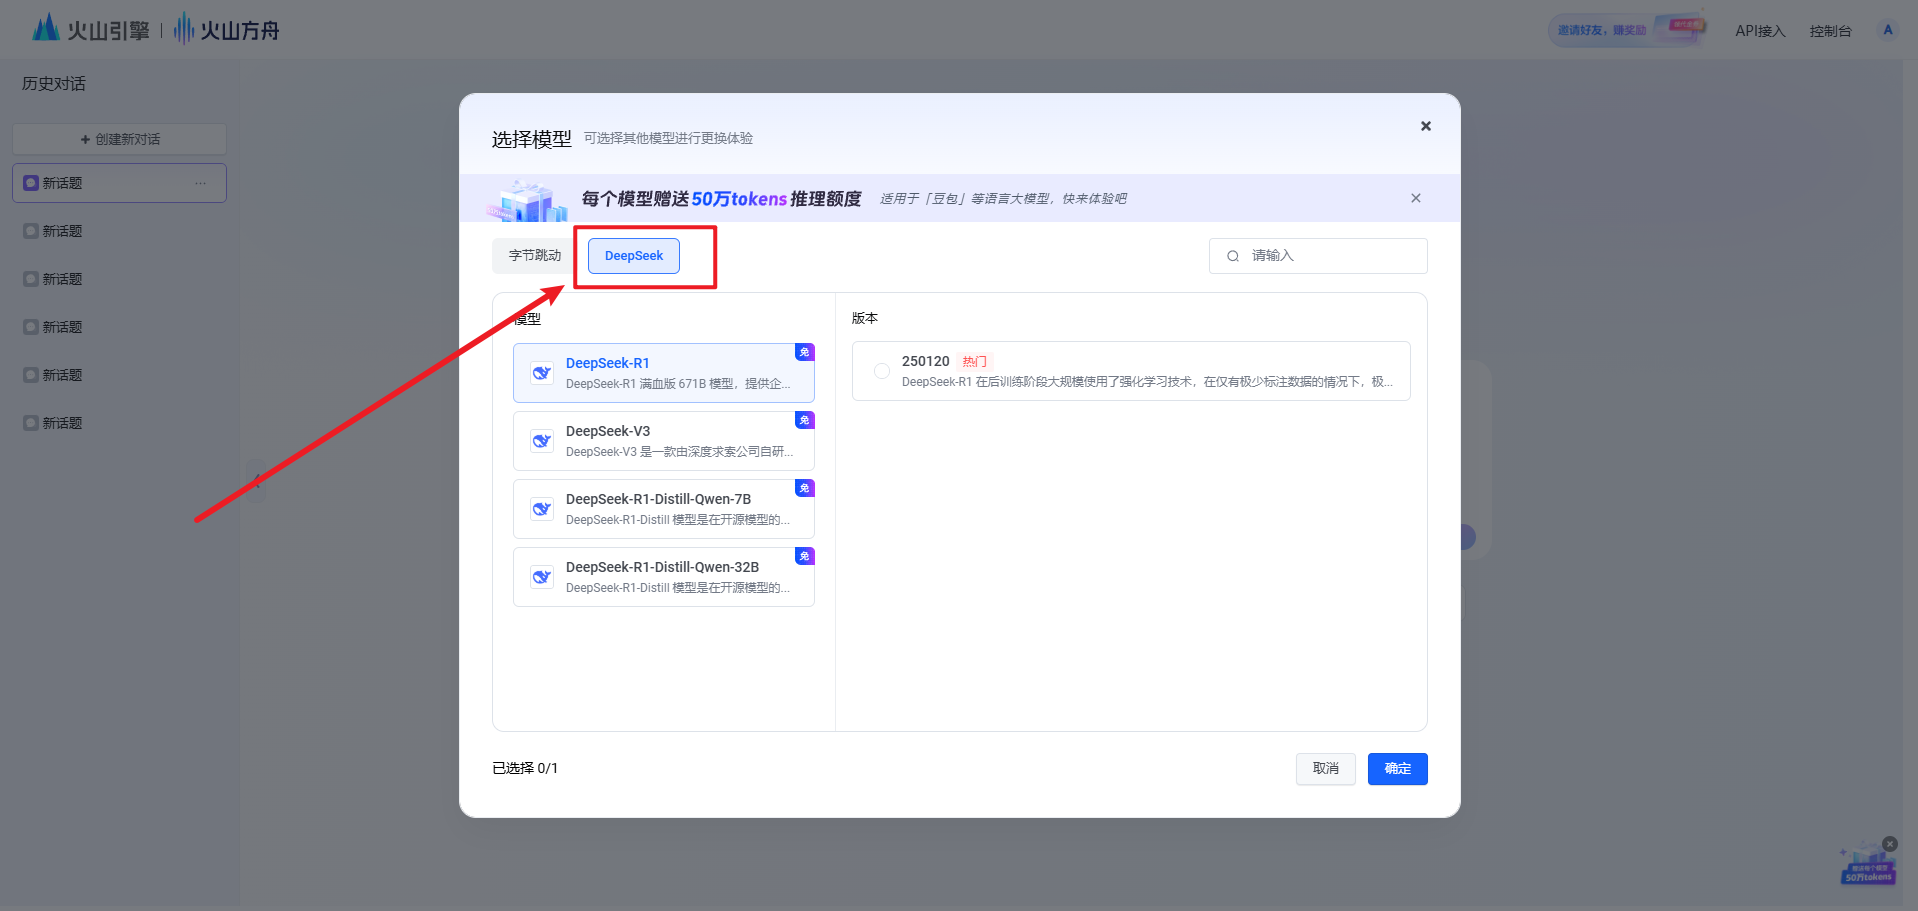 火山引擎 | 火山方舟
邀请好友，赚奖励
API接入
控制台
A
历史对话
+ 创建新对话
新话题 ...
新话题
新话题
新话题
新话题
新话题
选择模型 可选择其他模型进行更换体验
每个模型赠送50万tokens推理额度 适用于「豆包」等语言大模型，快来体验吧
字节跳动
DeepSeek
请输入
模型
DeepSeek-R1 免
DeepSeek-R1 满血版 671B 模型，提供企...
DeepSeek-V3 免
DeepSeek-V3 是一款由深度求索公司自研...
DeepSeek-R1-Distill-Qwen-7B 免
DeepSeek-R1-Distill 模型是在开源模型的...
DeepSeek-R1-Distill-Qwen-32B 免
DeepSeek-R1-Distill 模型是在开源模型的...
版本
250120 热门
DeepSeek-R1 在后训练阶段大规模使用了强化学习技术，在仅有极少标注数据的情况下，极...
已选择 0/1
取消
确定
赠送每个模型
50万tokens